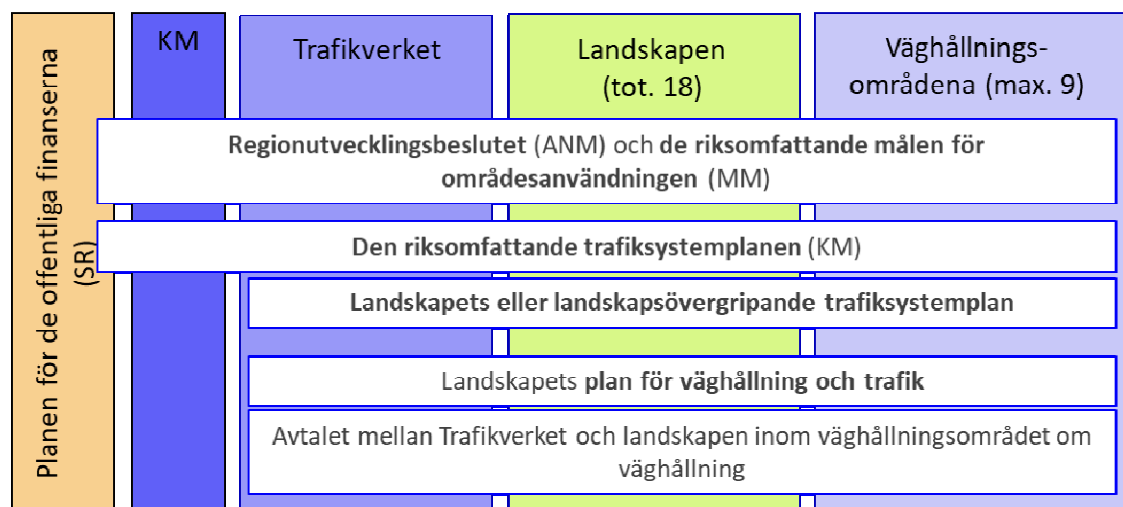 Planen för de offentliga finanserna
(SR)
KM
Trafikverket
Landskapen
(tot. 18)
Väghållnings-
områdena (max. 9)
Regionutvecklingsbeslutet (ANM) och de riksomfattande målen för
områdesanvändningen (MM)
Den riksomfattande trafiksystemplanen (KM)
Landskapets eller landskapsövergripande trafiksystemplan
Landskapets plan för väghållning och trafik
Avtalet mellan Trafikverket och landskapen inom väghållningsområdet om
väghållning